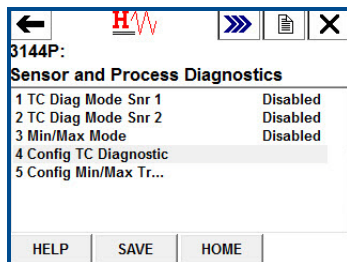 H
3144P:
Sensor and Process Diagnostics
1 TC Diag Mode Snr 1 Disabled
2 TC Diag Mode Snr 2 Disabled
3 Min/Max Mode Disabled
4 Config TC Diagnostic
5 Config Min/Max Tr...
HELP SAVE HOME